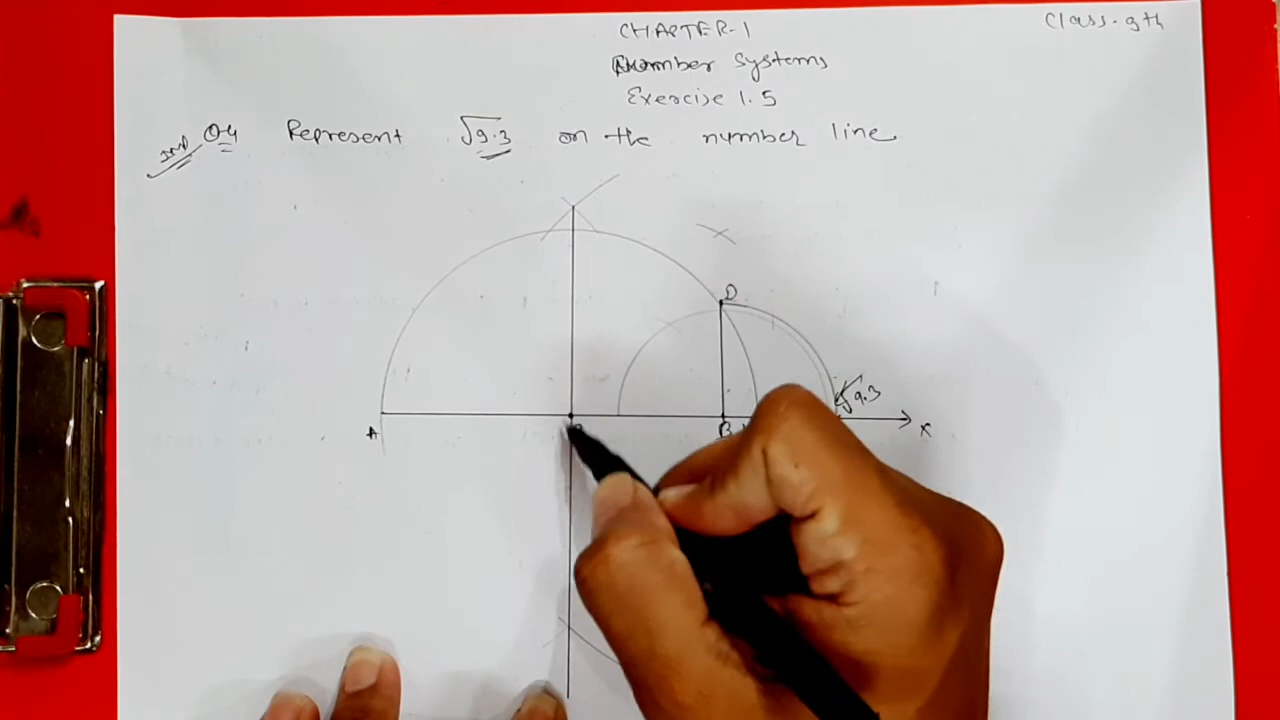 CHAPTER-1
Class-9th
Number Systems
Exercise 1.5
Imp Q4 Represent √9.3 on the number line
D
√9.3
A B X